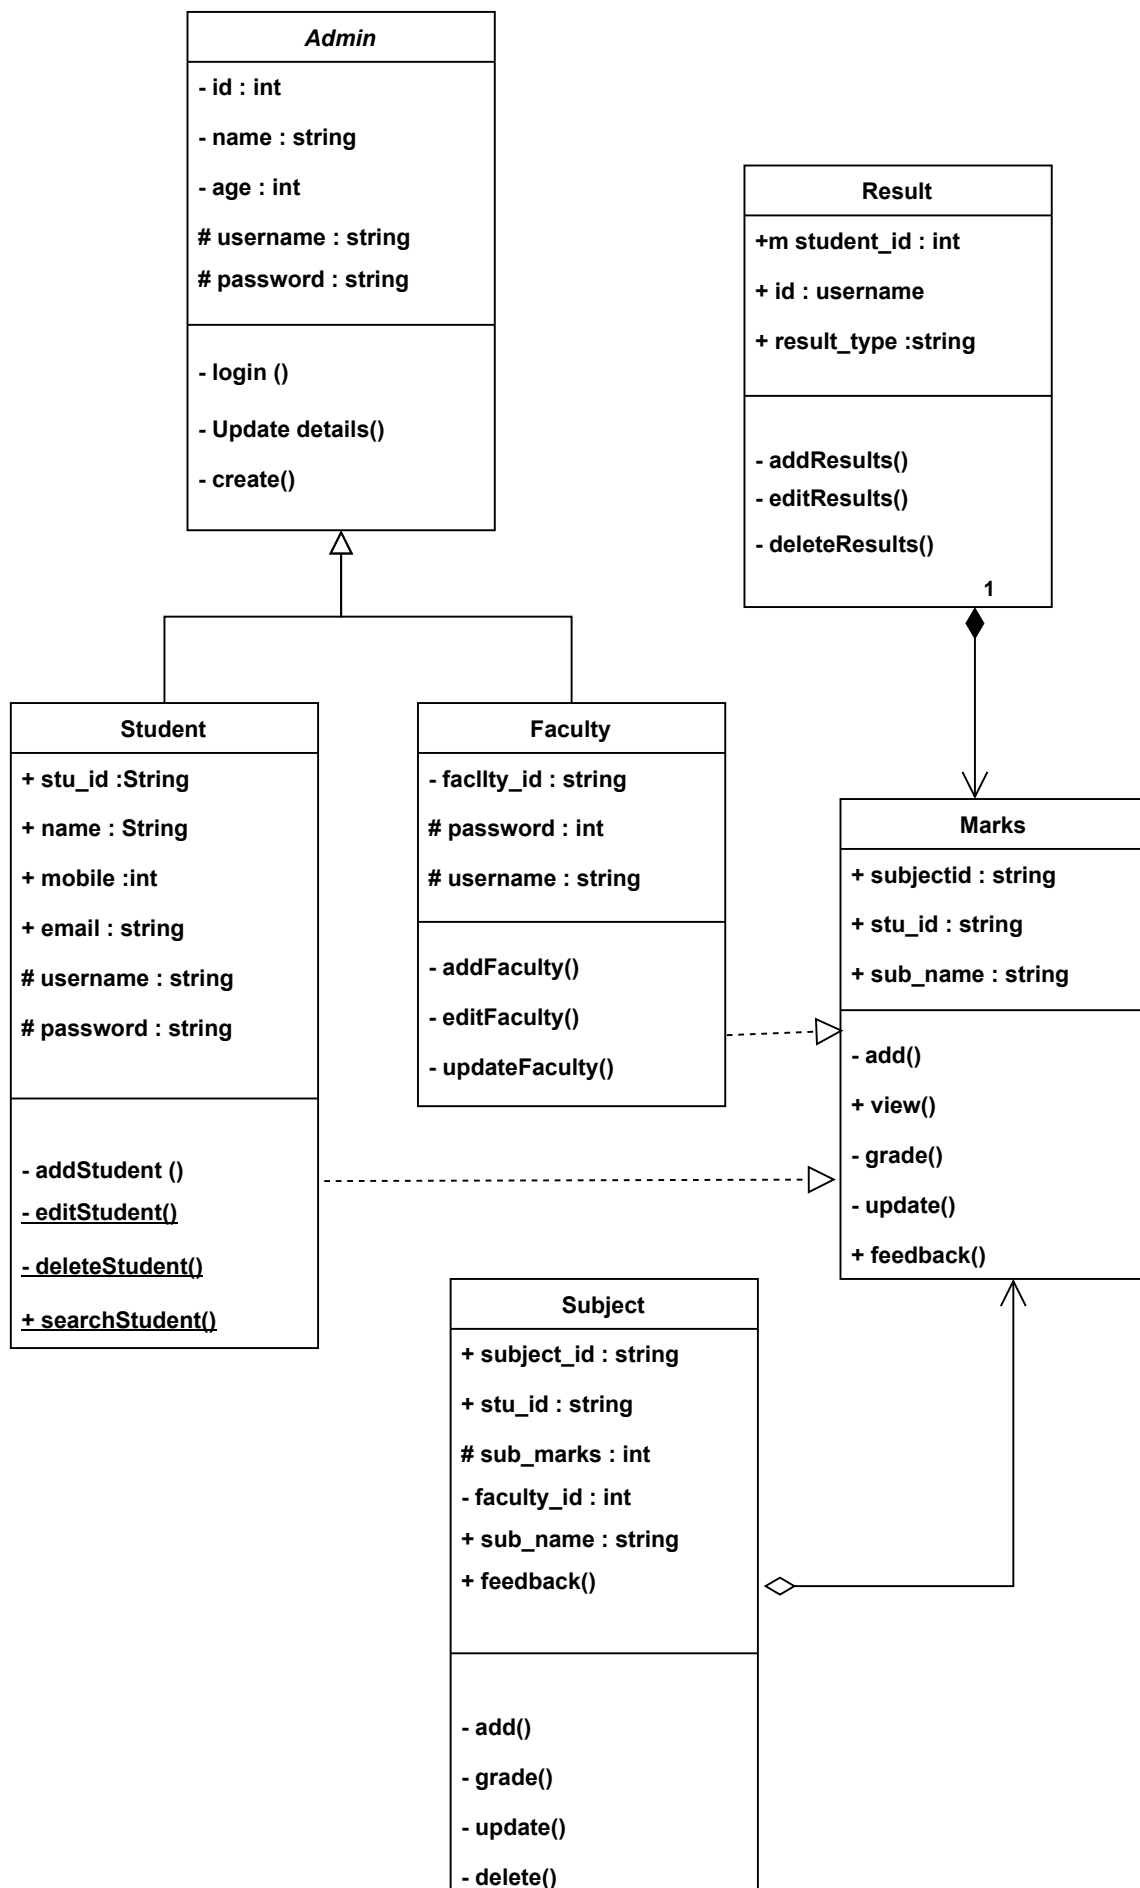 Admin
- id : int
- name : string
- age : int
# username : string
# password : string
- login ()
- Update details()
- create()
Result
+m student_id : int
+ id : username
+ result_type :string
- addResults()
- editResults()
- deleteResults()
1
Student
+ stu_id :String
+ name : String
+ mobile :int
+ email : string
# username : string
# password : string
- addStudent ()
- editStudent()
- deleteStudent()
+ searchStudent()
Faculty
- facllty_id : string
# password : int
# username : string
- addFaculty()
- editFaculty()
- updateFaculty()
Marks
+ subjectid : string
+ stu_id : string
+ sub_name : string
- add()
+ view()
- grade()
- update()
+ feedback()
Subject
+ subject_id : string
+ stu_id : string
# sub_marks : int
- faculty_id : int
+ sub_name : string
+ feedback()
- add()
- grade()
- update()
- delete()